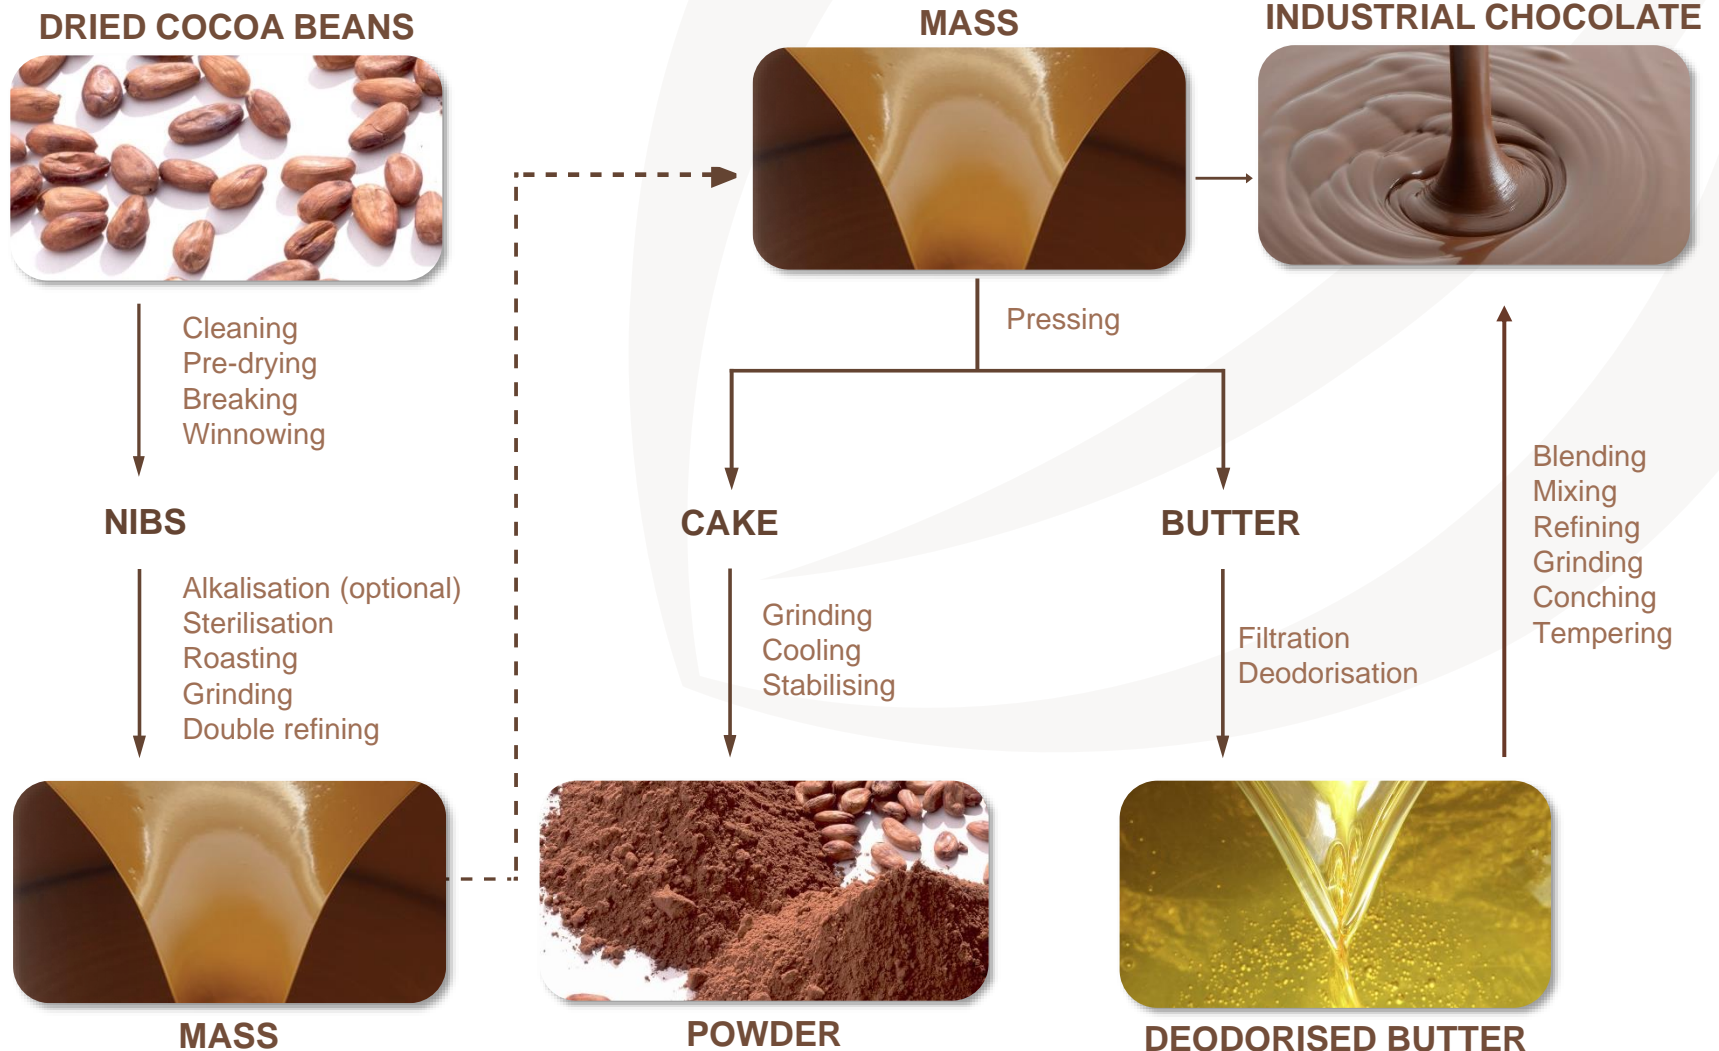 DRIED COCOA BEANS
Cleaning
Pre-drying
Breaking
Winnowing
NIBS
Alkalisation (optional)
Sterilisation
Roasting
Grinding
Double refining
MASS
MASS
Pressing
CAKE
Grinding
Cooling
Stabilising
POWDER
BUTTER
Filtration
Deodorisation
DEODORISED BUTTER
INDUSTRIAL CHOCOLATE
Blending
Mixing
Refining
Grinding
Conching
Tempering